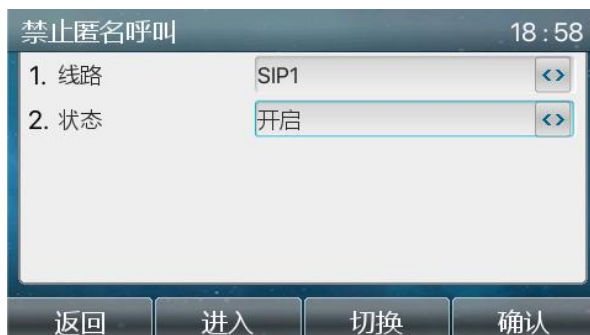 禁止匿名呼叫 18:58
1. 线路 SIP1
2. 状态 开启
返回 进入 切换 确认